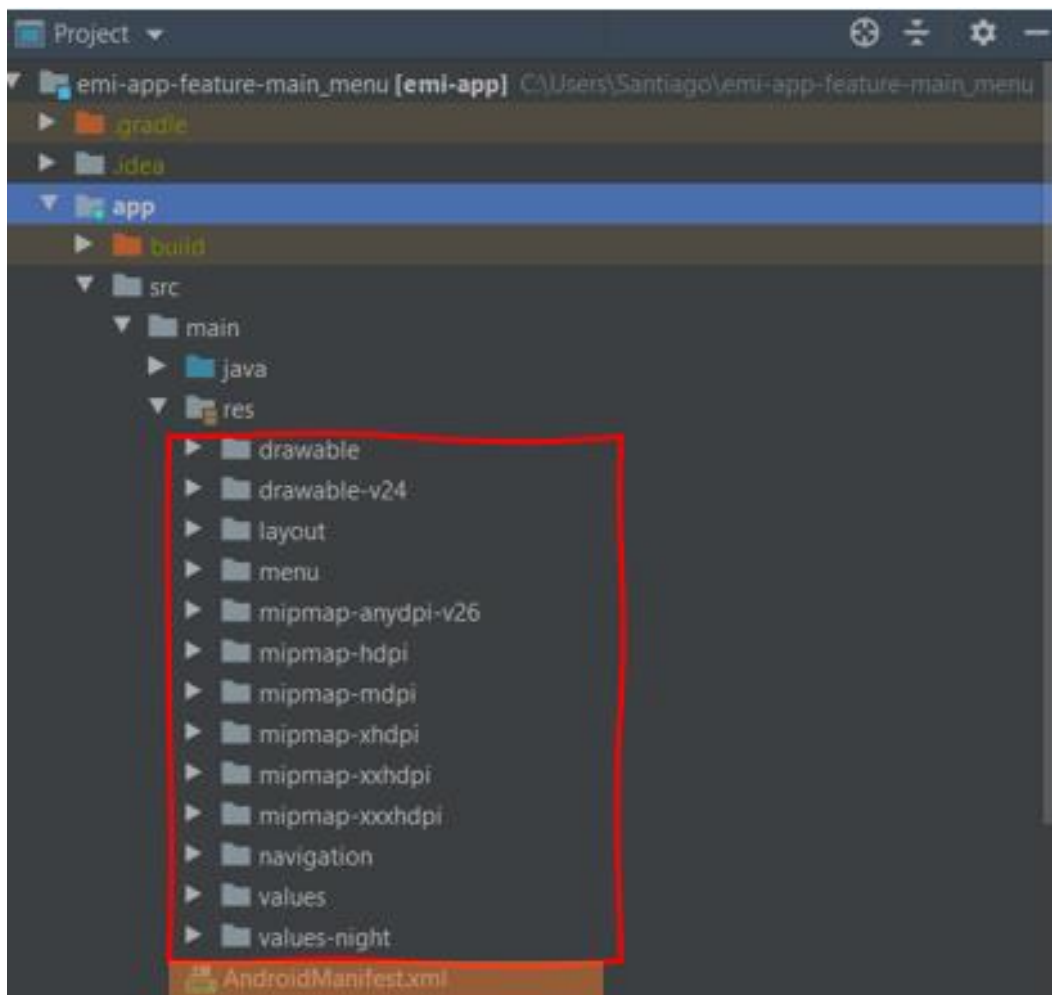 Project
emi-app-feature-main_menu [emi-app] C:\Users\Santiago\emi-app-feature-main_menu
.gradle
.idea
app
build
src
main
java
res
drawable
drawable-v24
layout
menu
mipmap-anydpi-v26
mipmap-hdpi
mipmap-mdpi
mipmap-xhdpi
mipmap-xxhdpi
mipmap-xxxhdpi
navigation
values
values-night
AndroidManifest.xml